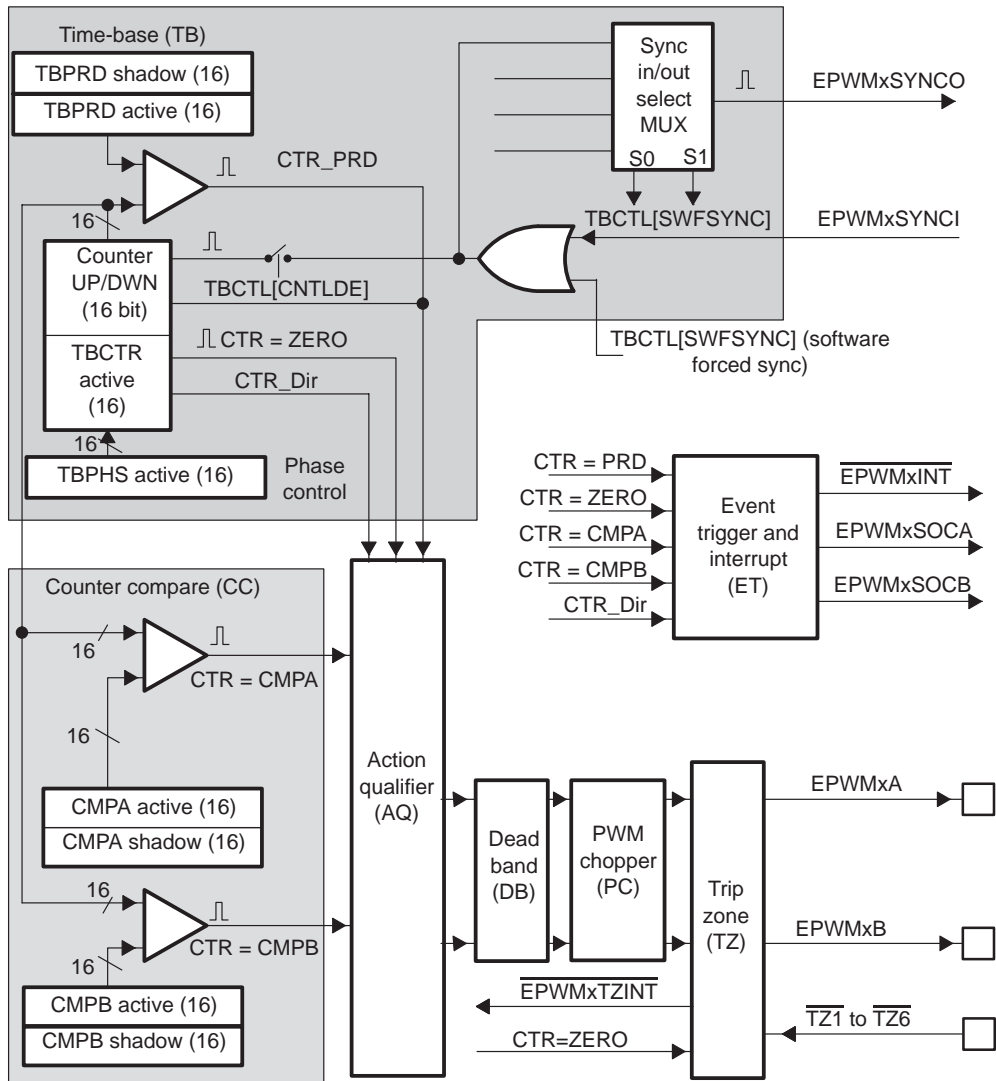 Time-base (TB)
TBPRD shadow (16)
TBPRD active (16)
CTR_PRD
16
Counter
UP/DWN
(16 bit)
TBCTR
active
(16)
TBCTL[CNTLDE]
CTR = ZERO
CTR_Dir
16
TBPHS active (16)
Phase
control
Sync
in/out
select
MUX
S0 S1
EPWMxSYNCO
TBCTL[SWFSYNC]
EPWMxSYNCI
TBCTL[SWFSYNC] (software
forced sync)
CTR = PRD
CTR = ZERO
CTR = CMPA
CTR = CMPB
CTR_Dir
Event
trigger and
interrupt
(ET)
EPWMxINT
EPWMxSOCA
EPWMxSOCB
Counter compare (CC)
16
CTR = CMPA
16
CMPA active (16)
CMPA shadow (16)
16
CTR = CMPB
16
CMPB active (16)
CMPB shadow (16)
Action
qualifier
(AQ)
Dead
band
(DB)
PWM
chopper
(PC)
Trip
zone
(TZ)
EPWMxA
EPWMxB
EPWMxTZINT
TZ1 to TZ6
CTR=ZERO